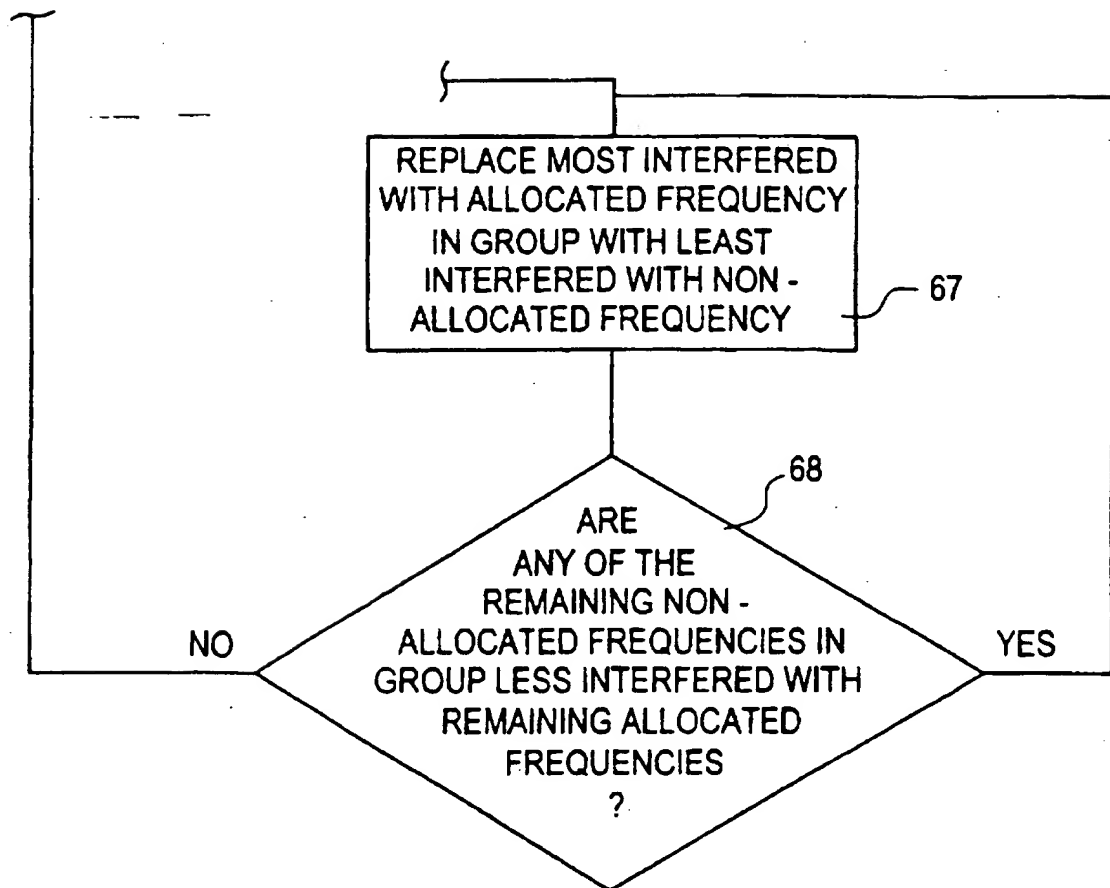 REPLACE MOST INTERFERED
WITH ALLOCATED FREQUENCY
IN GROUP WITH LEAST
INTERFERED WITH NON -
ALLOCATED FREQUENCY
67
68
ARE
ANY OF THE
REMAINING NON -
ALLOCATED FREQUENCIES IN
GROUP LESS INTERFERED WITH
REMAINING ALLOCATED
FREQUENCIES
?
NO
YES